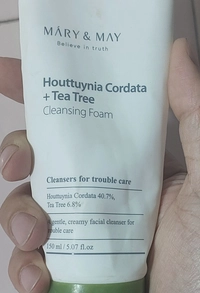 MARY & MAY
Believe in truth
Houttuynia Cordata
+ Tea Tree
Cleansing Foam
Cleansers for trouble care
Houttuynia Cordata 40.7%,
Tea Tree 6.8%
gentle, creamy facial cleanser for
trouble care
150 ml / 5.07 fl.oz